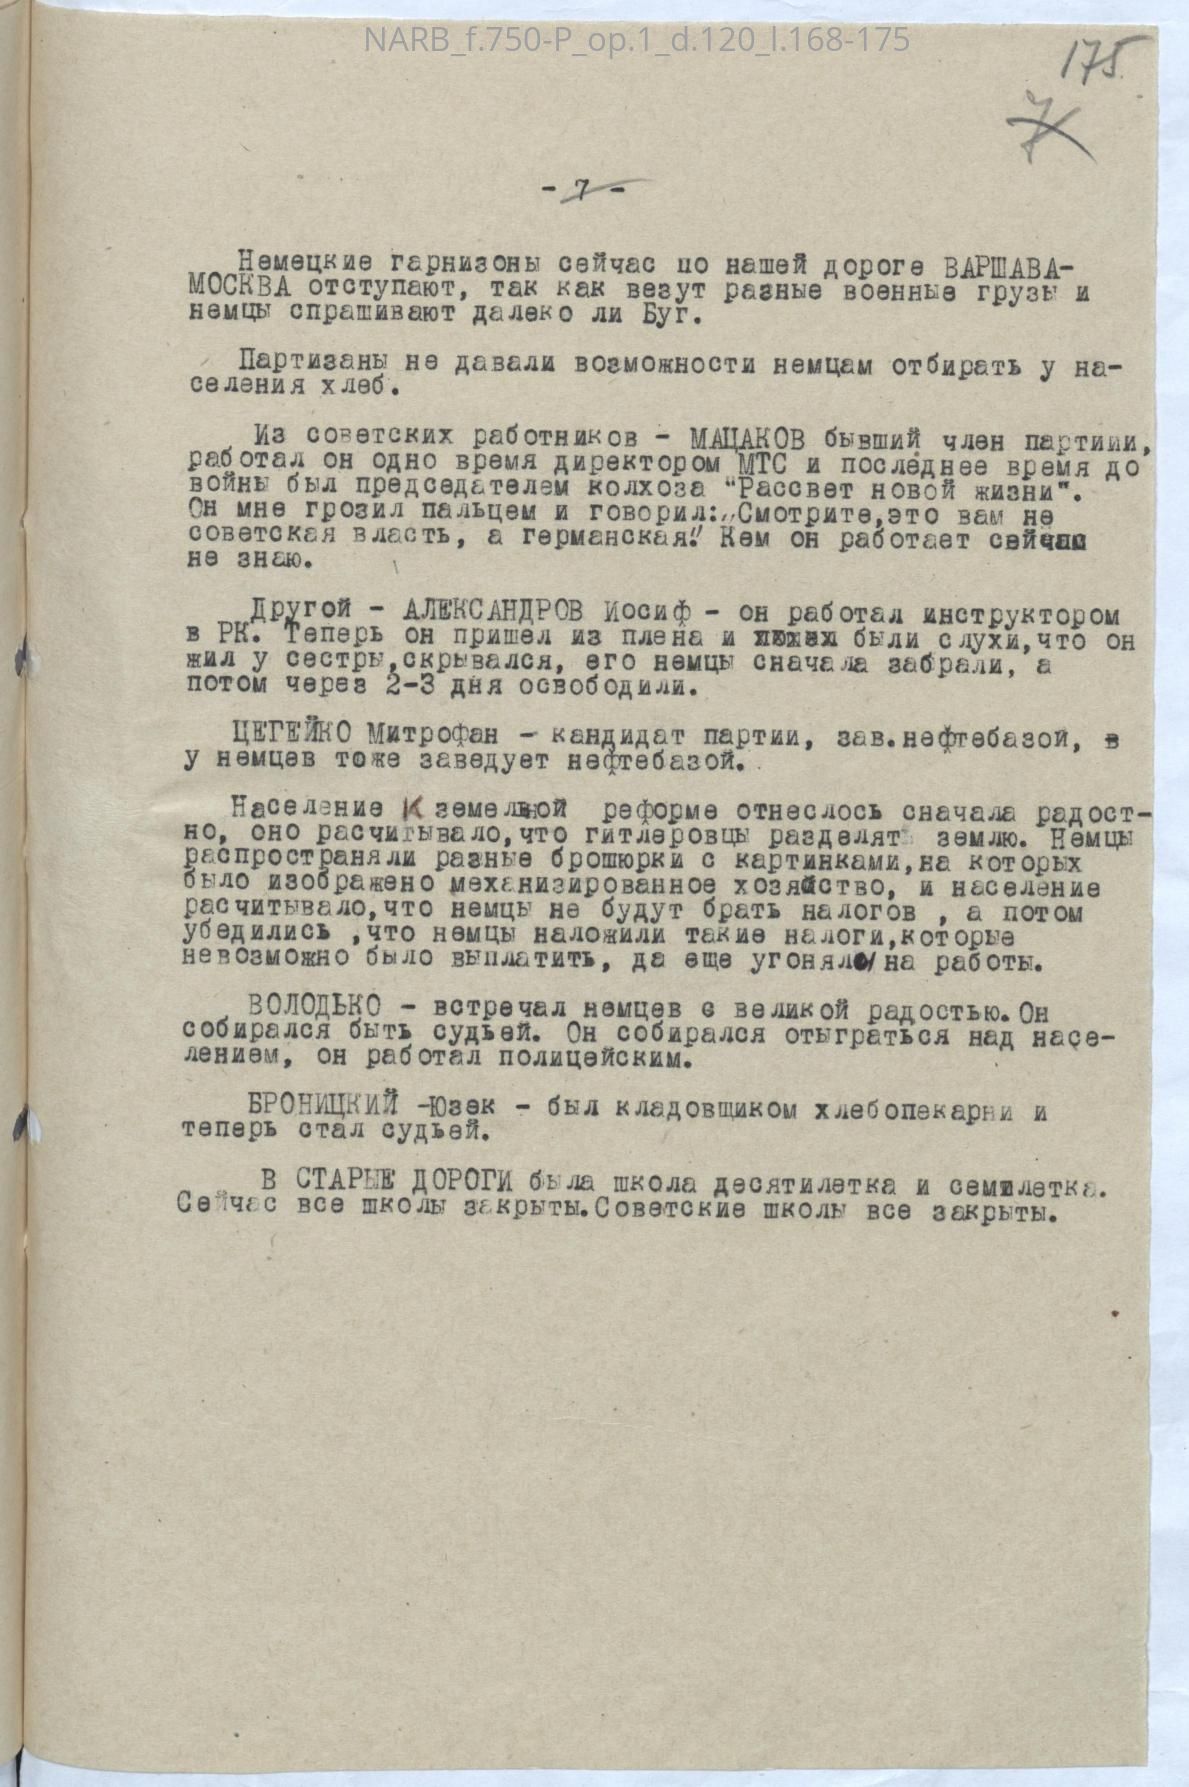 NARB_f.750-P_op.1_d.120_l.168-175
175
7
- 7 -
Немецкие гарнизоны сейчас по нашей дороге ВАРШАВА-
МОСКВА отступают, так как везут разные военные грузы и
немцы спрашивают далеко ли Буг.
Партизаны не давали возможности немцам отбирать у на-
селения хлеб.
Из советских работников - МАЦАКОВ бывший член партиии,
работал он одно время директором МТС и последнее время до
войны был председателем колхоза "Рассвет новой жизни".
Он мне грозил пальцем и говорил:„Смотрите,это вам не
советская власть, а германская." Кем он работает сейчас
не знаю.
Другой - АЛЕКСАНДРОВ Иосиф - он работал инструктором
в РК. Теперь он пришел из плена и были слухи,что он
жил у сестры,скрывался, его немцы сначала забрали, а
потом через 2-3 дня освободили.
ЦЕГЕЙКО Митрофан - кандидат партии, зав.нефтебазой, в
у немцев тоже заведует нефтебазой.
Население к земельной реформе отнеслось сначала радост-
но, оно расчитывало,что гитлеровцы разделят землю. Немцы
распространяли разные брошюрки с картинками,на которых
было изображено механизированное хозяйство, и население
расчитывало,что немцы не будут брать налогов , а потом
убедились ,что немцы наложили такие налоги,которые
невозможно было выплатить, да еще угоняли на работы.
ВОЛОДЬКО - встречал немцев с великой радостью.Он
собирался быть судьей. Он собирался отыграться над насе-
лением, он работал полицейским.
БРОНИЦКИЙ -Юзек - был кладовщиком хлебопекарни и
теперь стал судьей.
В СТАРЫЕ ДОРОГИ была школа десятилетка и семилетка.
Сейчас все школы закрыты.Советские школы все закрыты.